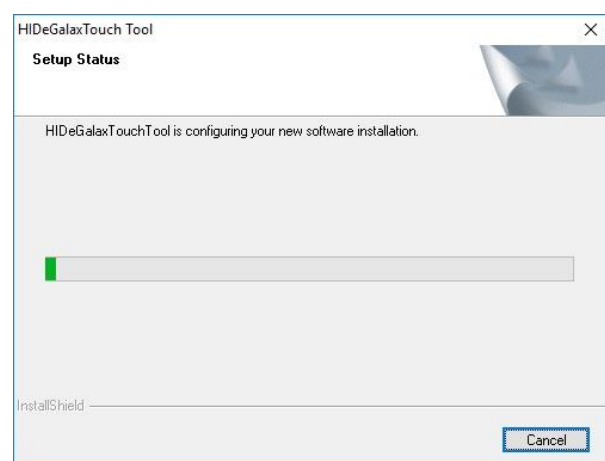 HIDeGalaxTouch Tool
Setup Status
HIDeGalaxTouchTool is configuring your new software installation.
InstallShield
Cancel